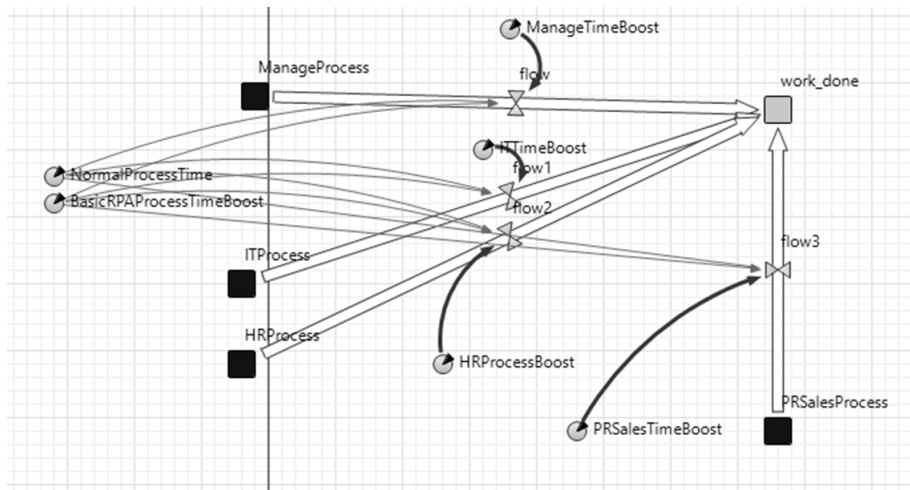 ManageTimeBoost
ManageProcess
flow
work_done
ITTimeBoost
flow1
NormalProcessTime
BasicRPAProcessTimeBoost
flow2
flow3
ITProcess
HRProcess
HRProcessBoost
PRSalesProcess
PRSalesTimeBoost